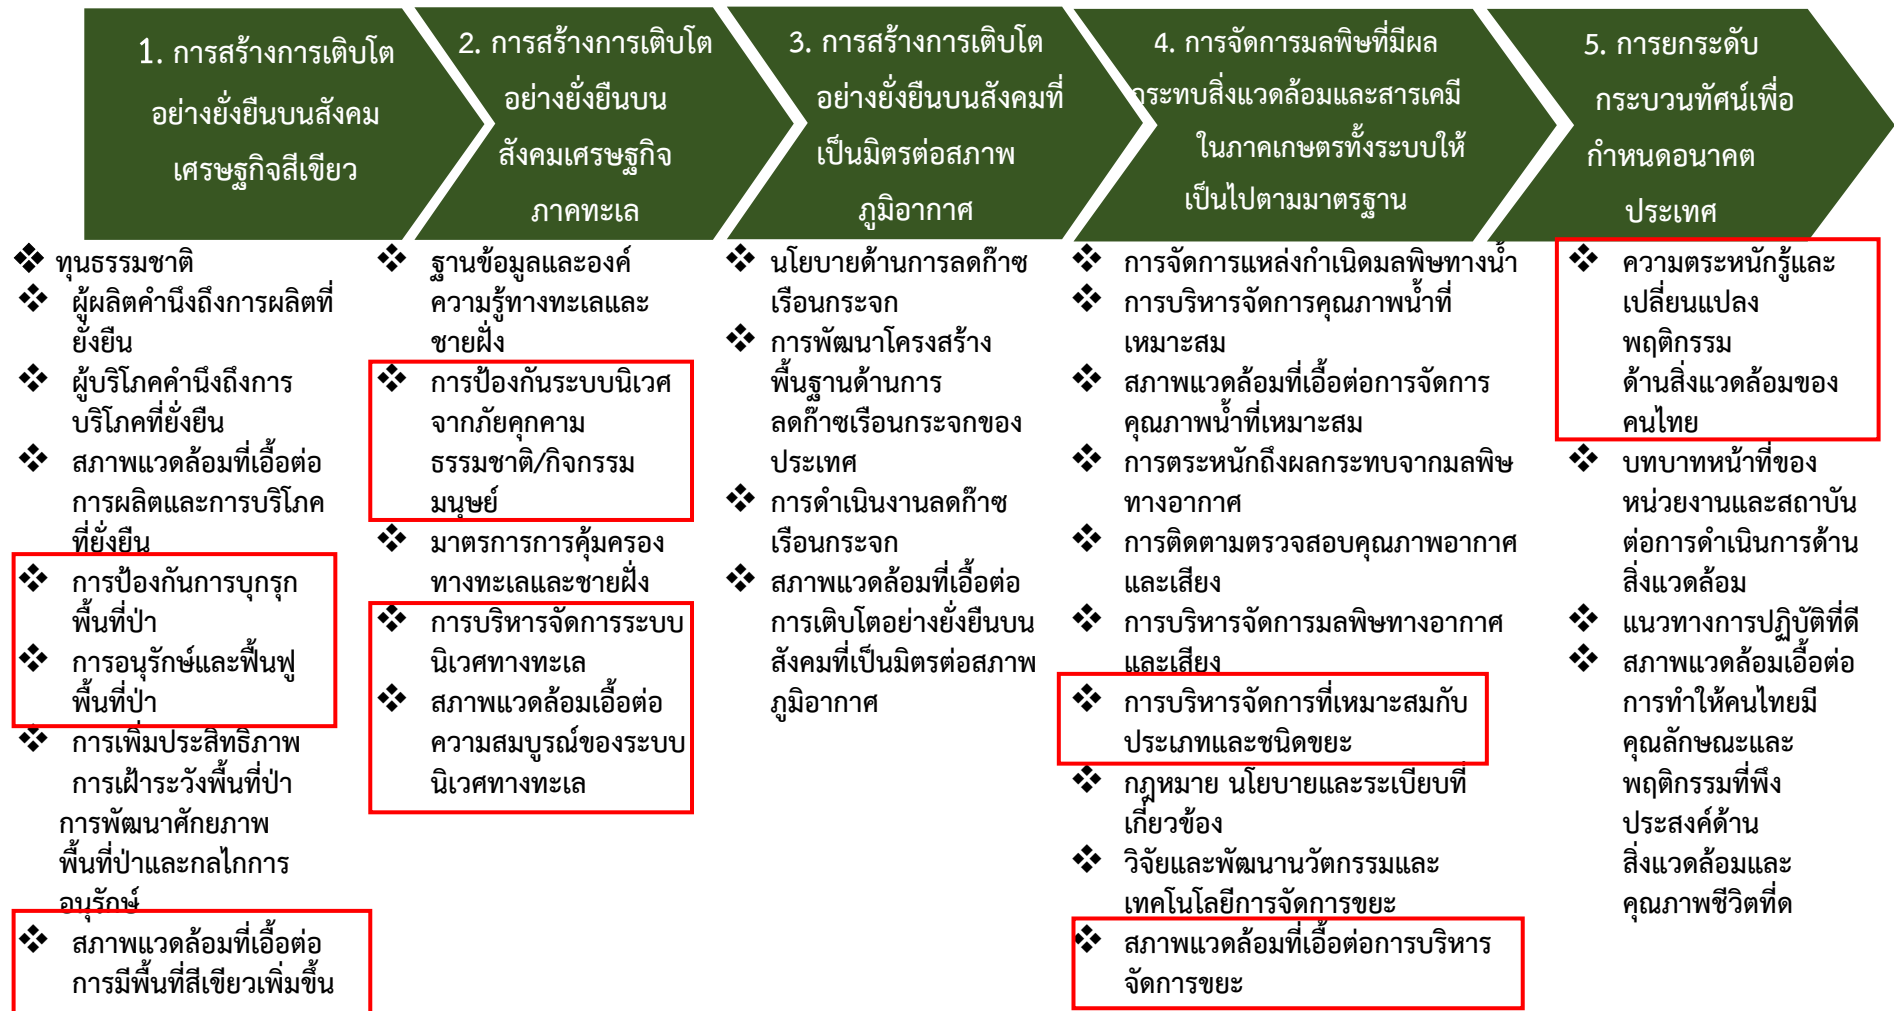 1. การสร้างการเติบโต
อย่างยั่งยืนบนสังคม
เศรษฐกิจสีเขียว
2. การสร้างการเติบโต
อย่างยั่งยืนบน
สังคมเศรษฐกิจ
ภาคทะเล
3. การสร้างการเติบโต
อย่างยั่งยืนบนสังคมที่
เป็นมิตรต่อสภาพ
ภูมิอากาศ
4. การจัดการมลพิษที่มีผล
กระทบสิ่งแวดล้อมและสารเคมี
ในภาคเกษตรทั้งระบบให้
เป็นไปตามมาตรฐาน
5. การยกระดับ
กระบวนทัศน์เพื่อ
กำหนดอนาคต
ประเทศ
❖ ทุนธรรมชาติ
❖ ผู้ผลิตคำนึงถึงการผลิตที่
ยั่งยืน
❖ ผู้บริโภคคำนึงถึงการ
บริโภคที่ยั่งยืน
❖ สภาพแวดล้อมที่เอื้อต่อ
การผลิตและการบริโภค
ที่ยั่งยืน
❖ การป้องกันการบุกรุก
พื้นที่ป่า
❖ การอนุรักษ์และฟื้นฟู
พื้นที่ป่า
❖ การเพิ่มประสิทธิภาพ
การเฝ้าระวังพื้นที่ป่า
การพัฒนาศักยภาพ
พื้นที่ป่าและกลไกการ
อนุรักษ์
❖ สภาพแวดล้อมที่เอื้อต่อ
การมีพื้นที่สีเขียวเพิ่มขึ้น
❖ ฐานข้อมูลและองค์
ความรู้ทางทะเลและ
ชายฝั่ง
❖ การป้องกันระบบนิเวศ
จากภัยคุกคาม
ธรรมชาติ/กิจกรรม
มนุษย์
❖ มาตรการการคุ้มครอง
ทางทะเลและชายฝั่ง
❖ การบริหารจัดการระบบ
นิเวศทางทะเล
❖ สภาพแวดล้อมเอื้อต่อ
ความสมบูรณ์ของระบบ
นิเวศทางทะเล
❖ นโยบายด้านการลดก๊าซ
เรือนกระจก
❖ การพัฒนาโครงสร้าง
พื้นฐานด้านการ
ลดก๊าซเรือนกระจกของ
ประเทศ
❖ การดำเนินงานลดก๊าซ
เรือนกระจก
❖ สภาพแวดล้อมที่เอื้อต่อ
การเติบโตอย่างยั่งยืนบน
สังคมที่เป็นมิตรต่อสภาพ
ภูมิอากาศ
❖ การจัดการแหล่งกำเนิดมลพิษทางน้ำ
❖ การบริหารจัดการคุณภาพน้ำที่
เหมาะสม
❖ สภาพแวดล้อมที่เอื้อต่อการจัดการ
คุณภาพน้ำที่เหมาะสม
❖ การตระหนักถึงผลกระทบจากมลพิษ
ทางอากาศ
❖ การติดตามตรวจสอบคุณภาพอากาศ
และเสียง
❖ การบริหารจัดการมลพิษทางอากาศ
และเสียง
❖ การบริหารจัดการที่เหมาะสมกับ
ประเภทและชนิดขยะ
❖ กฎหมาย นโยบายและระเบียบที่
เกี่ยวข้อง
❖ วิจัยและพัฒนานวัตกรรมและ
เทคโนโลยีการจัดการขยะ
❖ สภาพแวดล้อมที่เอื้อต่อการบริหาร
จัดการขยะ
❖ ความตระหนักรู้และ
เปลี่ยนแปลง
พฤติกรรม
ด้านสิ่งแวดล้อมของ
คนไทย
❖ บทบาทหน้าที่ของ
หน่วยงานและสถาบัน
ต่อการดำเนินการด้าน
สิ่งแวดล้อม
❖ แนวทางการปฏิบัติที่ดี
❖ สภาพแวดล้อมเอื้อต่อ
การทำให้คนไทยมี
คุณลักษณะและ
พฤติกรรมที่พึง
ประสงค์ด้าน
สิ่งแวดล้อมและ
คุณภาพชีวิตที่ด